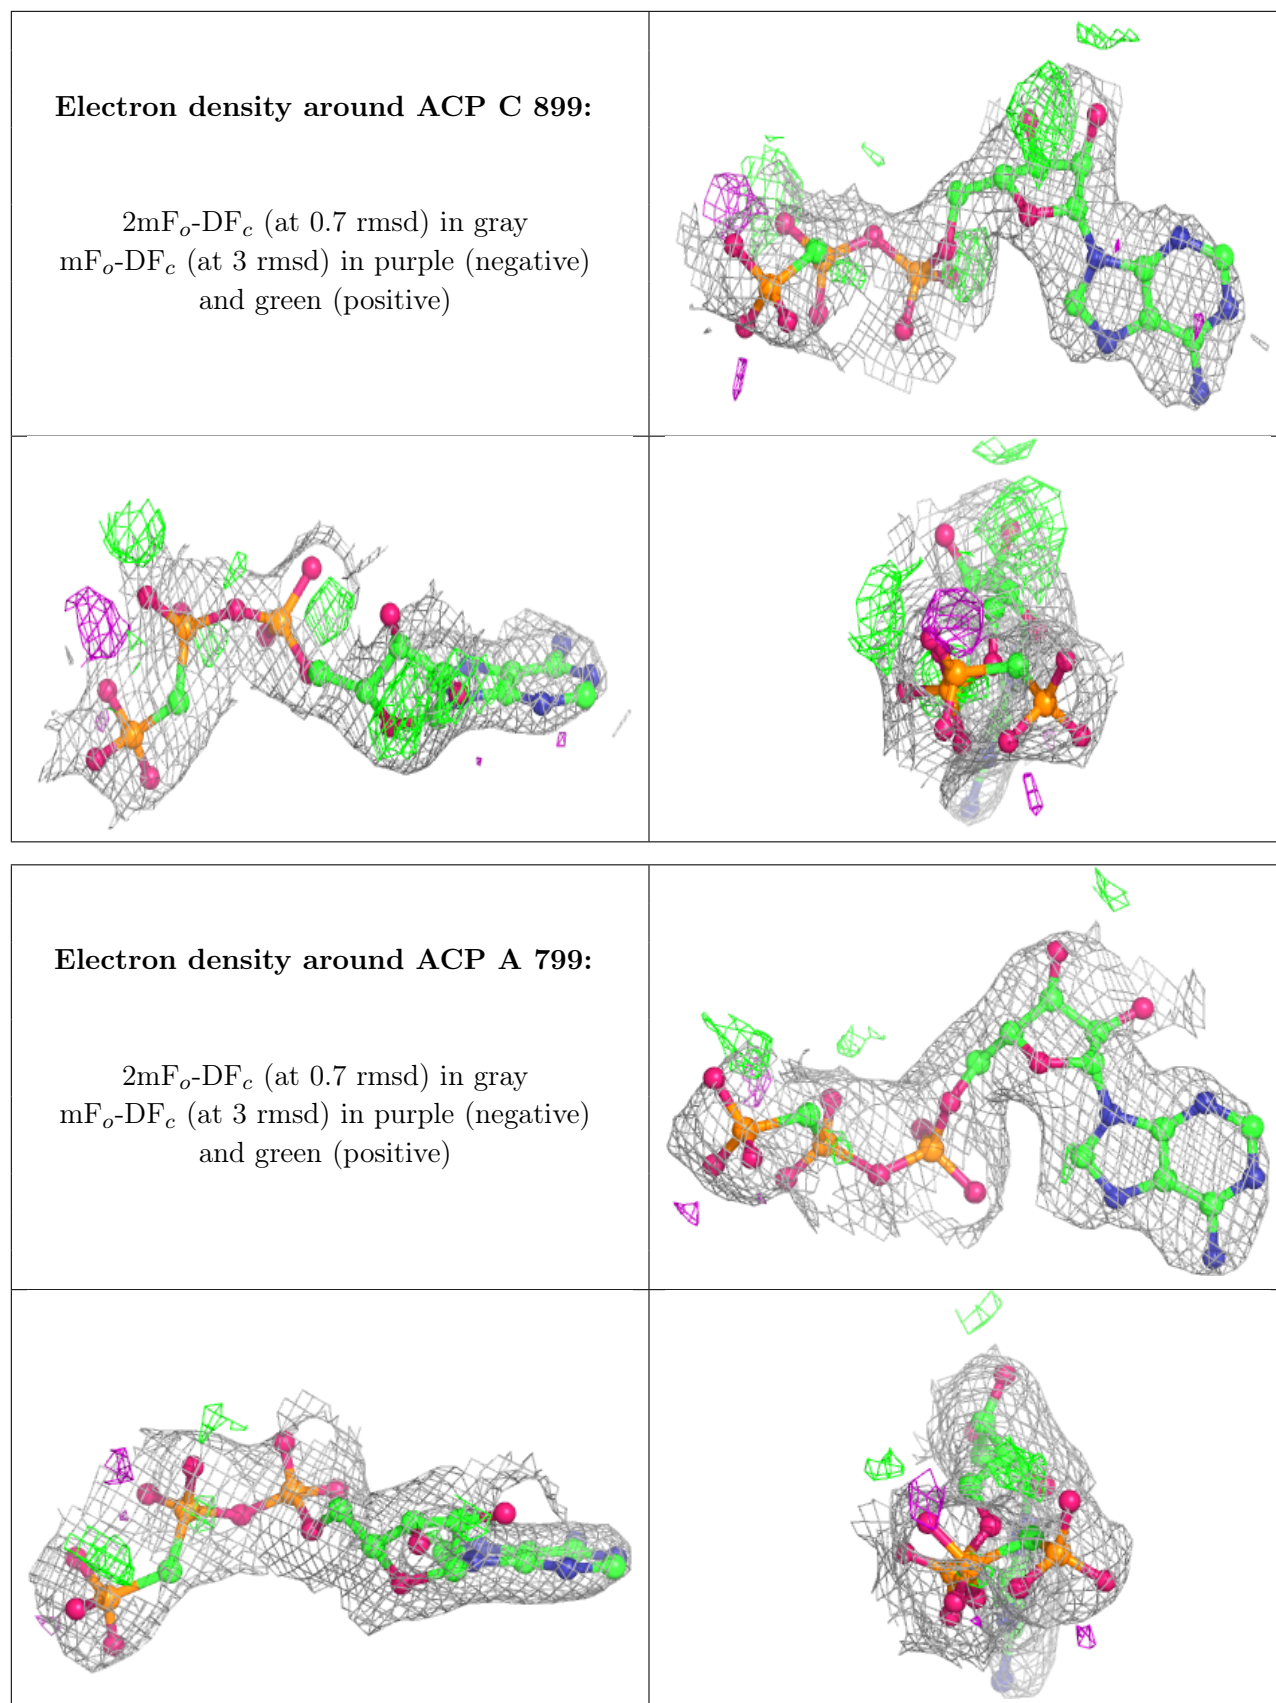 Electron density around ACP C 899:
2mFo-DFc (at 0.7 rmsd) in gray
mFo-DFc (at 3 rmsd) in purple (negative)
and green (positive)
Electron density around ACP A 799:
2mFo-DFc (at 0.7 rmsd) in gray
mFo-DFc (at 3 rmsd) in purple (negative)
and green (positive)